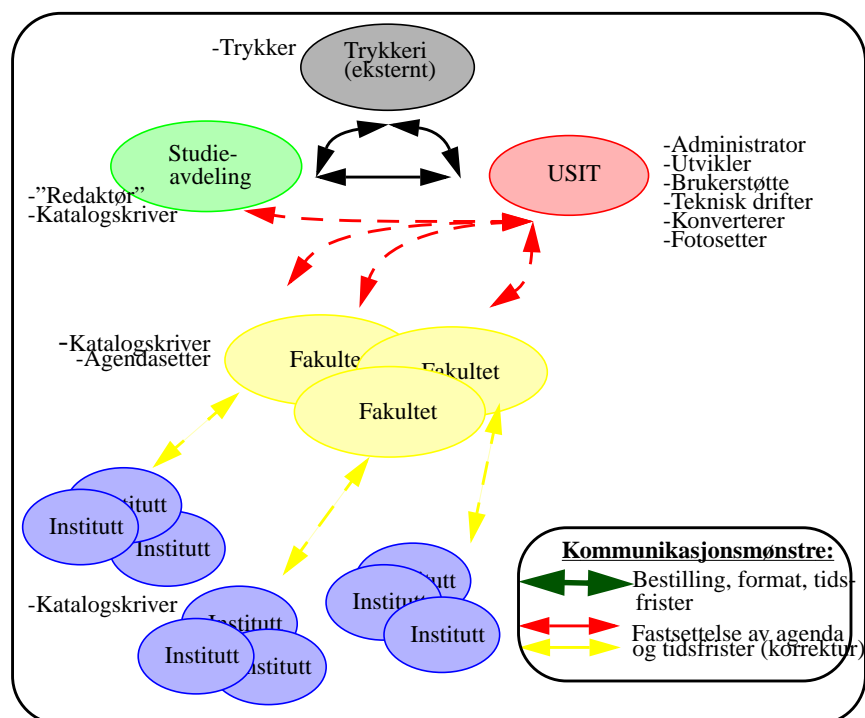 -Trykker
Trykkeri
(eksternt)
Studie-
avdeling
USIT
-Administrator
-Utvikler
-Brukerstøtte
-Teknisk drifter
-Konverterer
-Fotosetter
-”Redaktør”
-Katalogskriver
-Katalogskriver
-Agendasetter
Fakulte
Fakultet
Fakultet
Institutt
Institutt
Institutt
-Katalogskriver
Institutt
Institutt
Institutt
Institutt
Institutt
Institutt
Kommunikasjonsmønstre:
Bestilling, format, tids-
frister
Fastsettelse av agenda
og tidsfrister (korrektur)